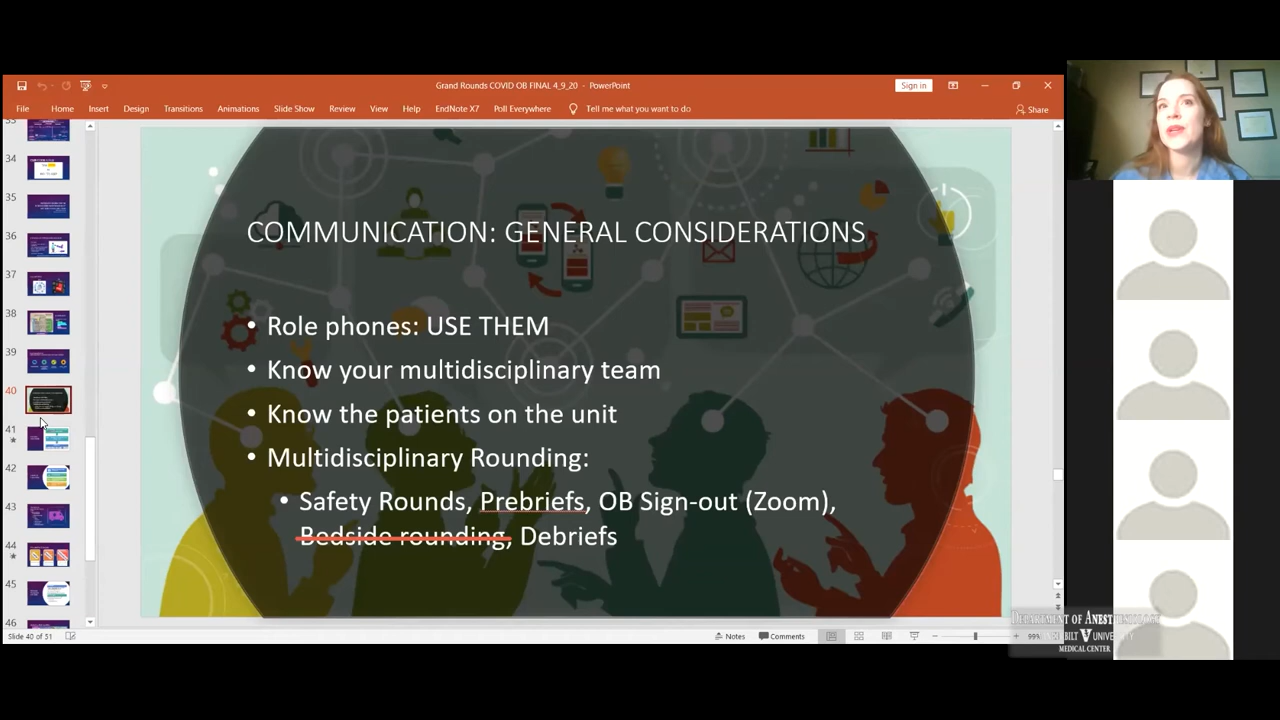 Grand Rounds COVID OB FINAL 4_9_20 - PowerPoint
Sign in
File Home Insert Design Transitions Animations Slide Show Review View Help EndNote X7 Poll Everywhere Tell me what you want to do
Share
34
35
36
37
38
39
40
41
42
43
44
45
46
COMMUNICATION: GENERAL CONSIDERATIONS
• Role phones: USE THEM
• Know your multidisciplinary team
• Know the patients on the unit
• Multidisciplinary Rounding:
• Safety Rounds, Prebriefs, OB Sign-out (Zoom),
Bedside rounding, Debriefs
Slide 40 of 51
Notes Comments
99%
DEPARTMENT OF
UNIVERSITY
MEDICAL CENTER